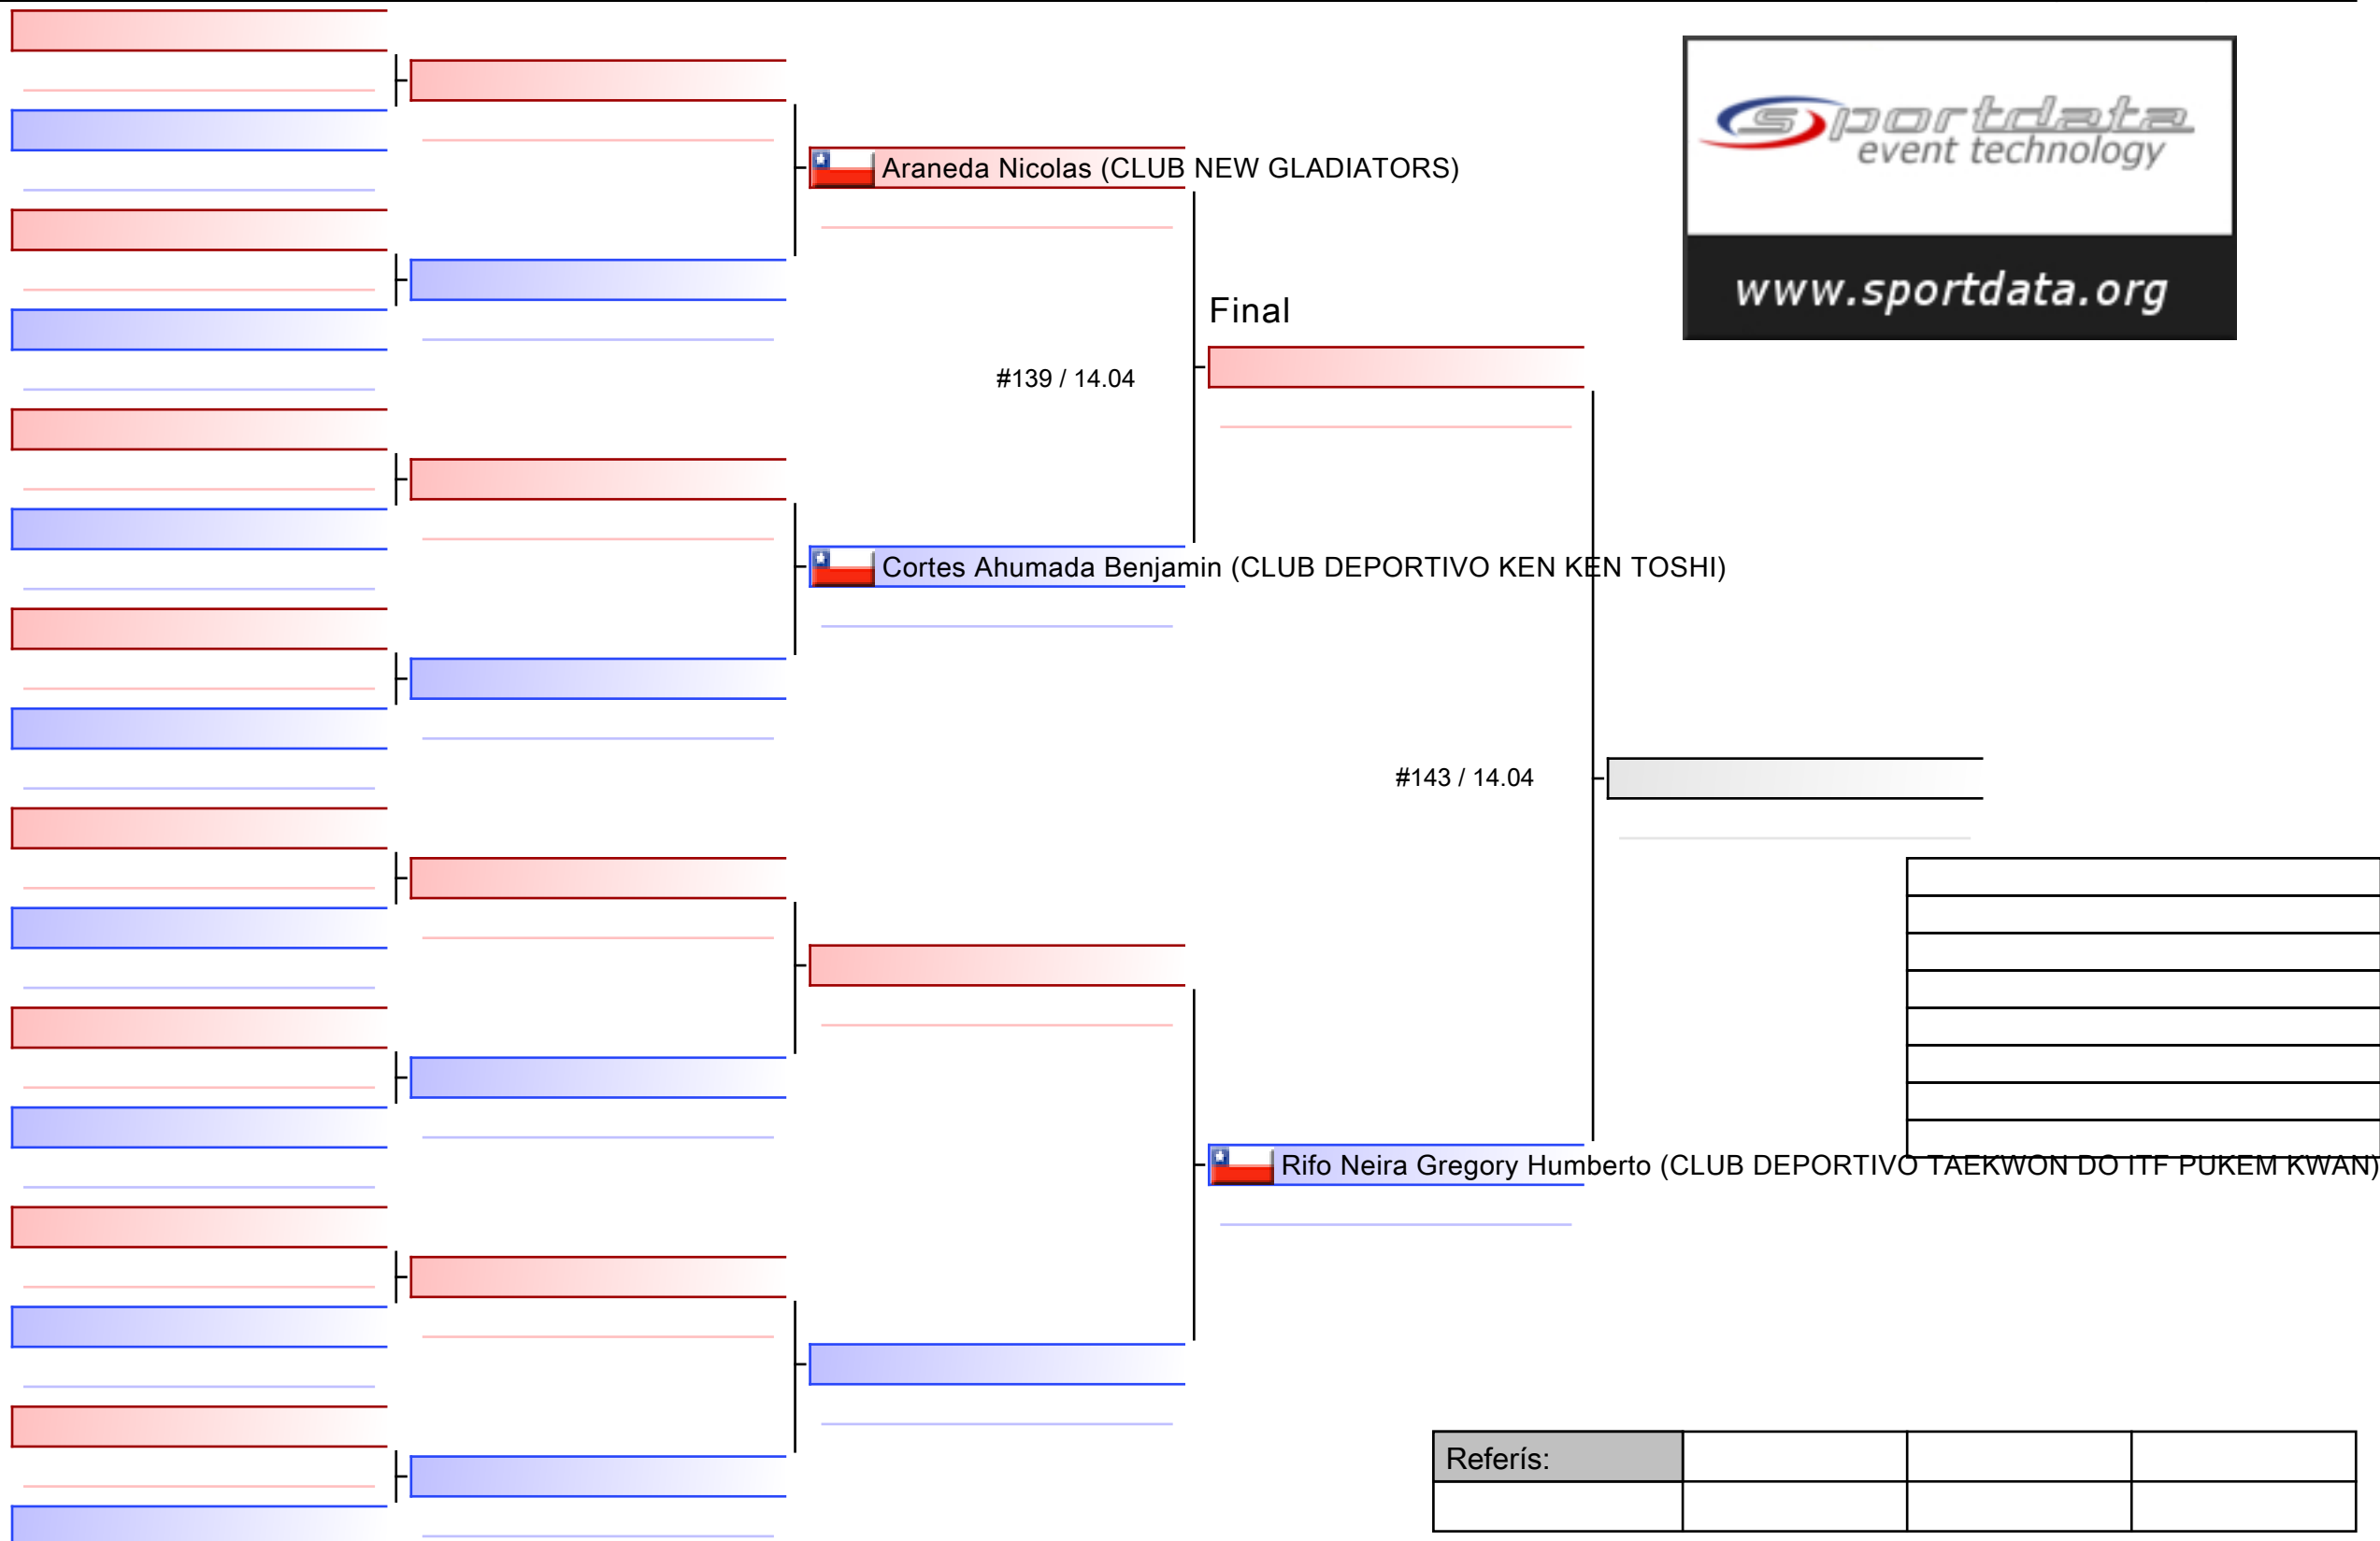 sportdata
event technology
www.sportdata.org
Araneda Nicolas (CLUB NEW GLADIATORS)
Final
#139 / 14.04
Cortes Ahumada Benjamin (CLUB DEPORTIVO KEN KEN TOSHI)
#143 / 14.04
Rifo Neira Gregory Humberto (CLUB DEPORTIVO TAEKWON DO ITF PUKEM KWAN)
Referís: